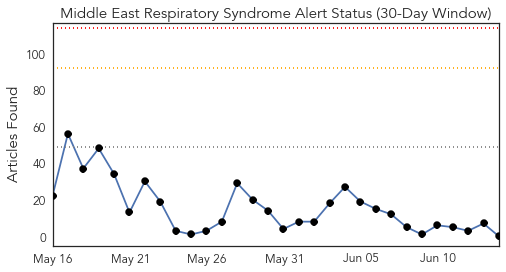 Middle East Respiratory Syndrome Alert Status (30-Day Window)
Articles Found
100
80
60
40
20
0
May 16 May 21 May 26 May 31 Jun 05 Jun 10